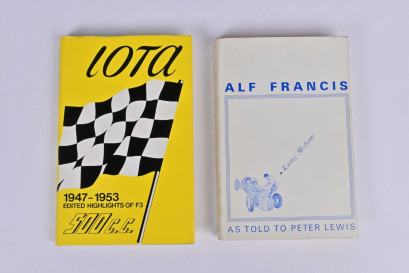 IOTA
1947-1953
EDITED HIGHLIGHTS OF F3
500 C.C.
ALF FRANCIS
Racing Mechanic
AS TOLD TO PETER LEWIS